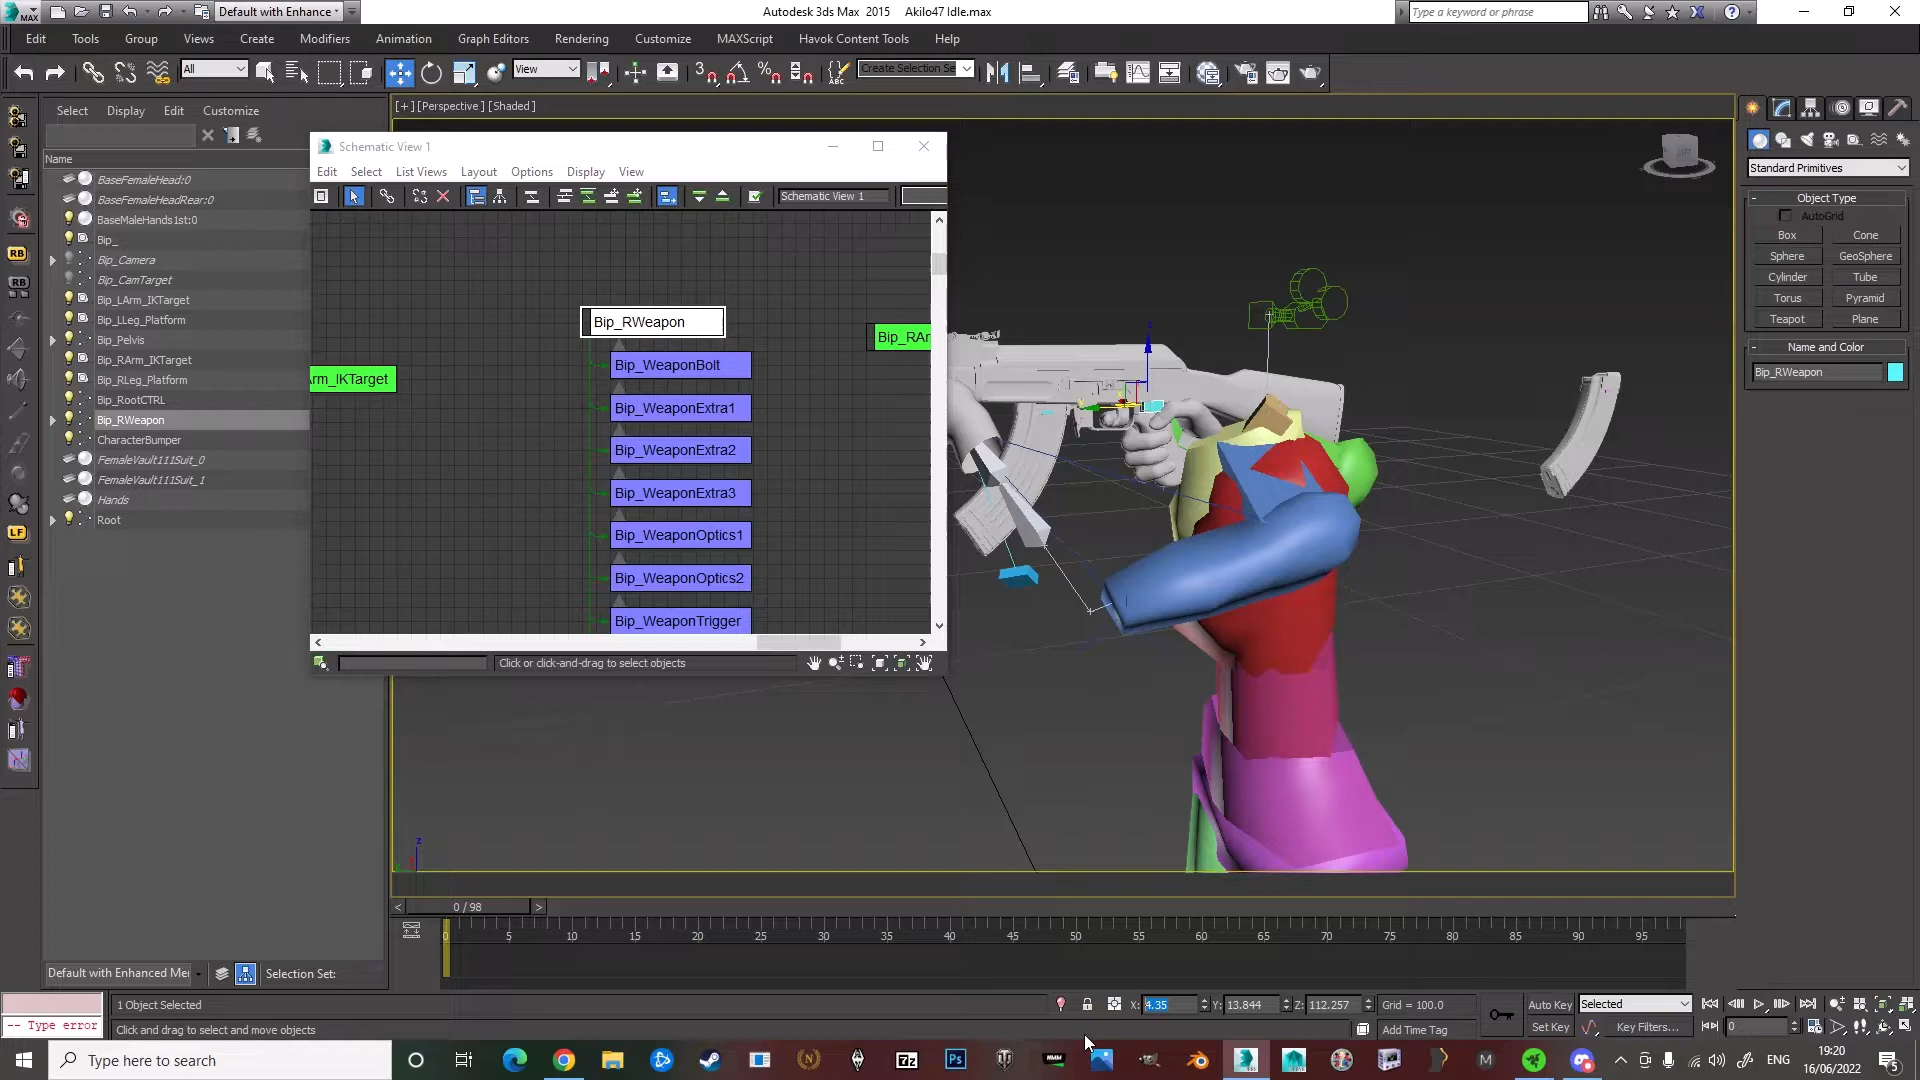 Default with Enhance
Autodesk 3ds Max 2015 Akilo47 Idle.max
Type a keyword or phrase
MAX
Edit Tools Group Views Create Modifiers Animation Graph Editors Rendering Customize MAXScript Havok Content Tools Help
All
View
Create Selection Se
Select Display Edit Customize
Name
BaseFemaleHead:0
BaseFemaleHeadRear:0
BaseMaleHands1st:0
Bip_
Bip_Camera
Bip_CamTarget
Bip_LArm_IKTarget
Bip_LLeg_Platform
Bip_Pelvis
Bip_RArm_IKTarget
Bip_RLeg_Platform
Bip_RootCTRL
Bip_RWeapon
CharacterBumper
FemaleVault111Suit_0
FemaleVault111Suit_1
Hands
Root
RB
RB
LF
[+] [Perspective] [Shaded]
Schematic View 1
Edit Select List Views Layout Options Display View
Schematic View 1
Bip_RWeapon
Bip_RAr
Bip_WeaponBolt
Arm_IKTarget
Bip_WeaponExtra1
Bip_WeaponExtra2
Bip_WeaponExtra3
Bip_WeaponOptics1
Bip_WeaponOptics2
Bip_WeaponTrigger
Click or click-and-drag to select objects
Standard Primitives
Object Type
AutoGrid
Box Cone
Sphere GeoSphere
Cylinder Tube
Torus Pyramid
Teapot Plane
Name and Color
Bip_RWeapon
0 / 98
0 5 10 15 20 25 30 35 40 45 50 55 60 65 70 75 80 85 90 95
Default with Enhanced Mei
Selection Set:
-- Type error
1 Object Selected
Click and drag to select and move objects
X: 4.35 Y: 13.844 Z: 112.257
Grid = 100.0
Add Time Tag
Auto Key Selected
Set Key Key Filters...
0
Type here to search
ENG
19:20
16/06/2022
5